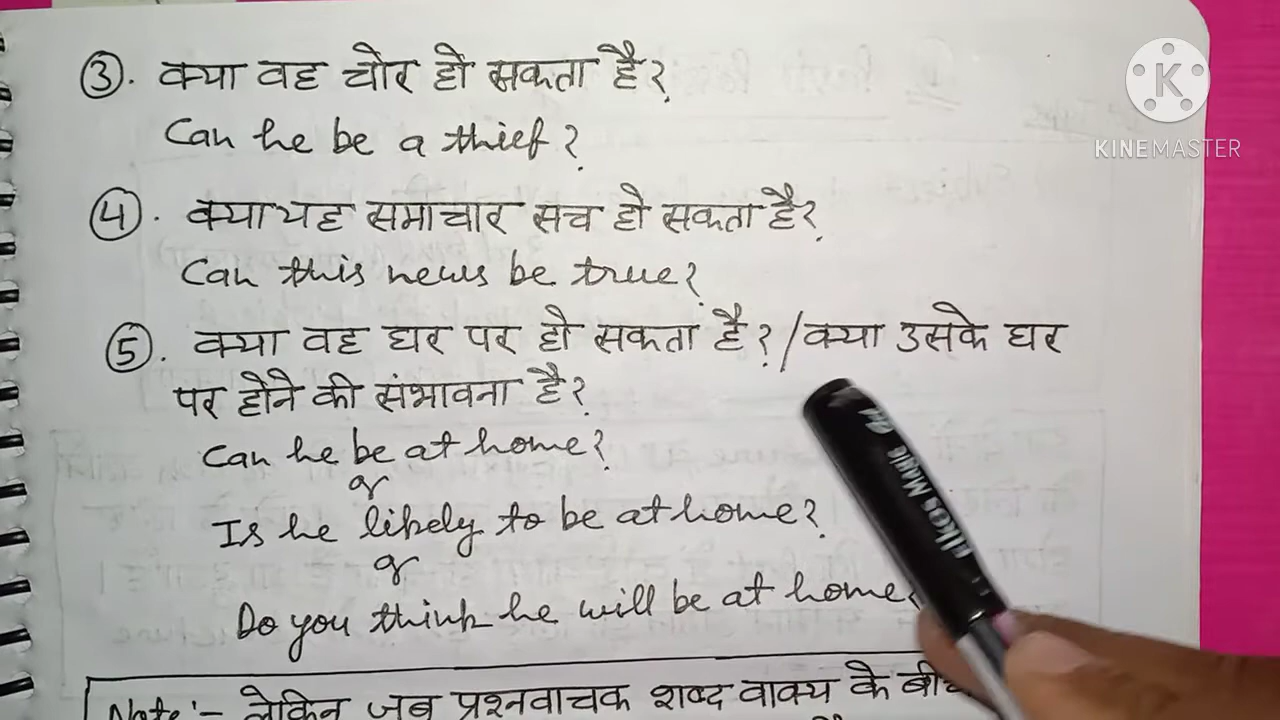 ③. क्या वह चोर हो सकता है?
Can he be a thief?
④. क्या यह समाचार सच हो सकता है?
Can this news be true?
⑤. क्या वह घर पर हो सकता है? / क्या उसके घर
पर होने की संभावना है?
Can he be at home?
or
Is he likely to be at home?
or
Do you think he will be at home?
Note:- लेकिन जब प्रश्नवाचक शब्द वाक्य के
K
KINEMASTER
Elkos Magic